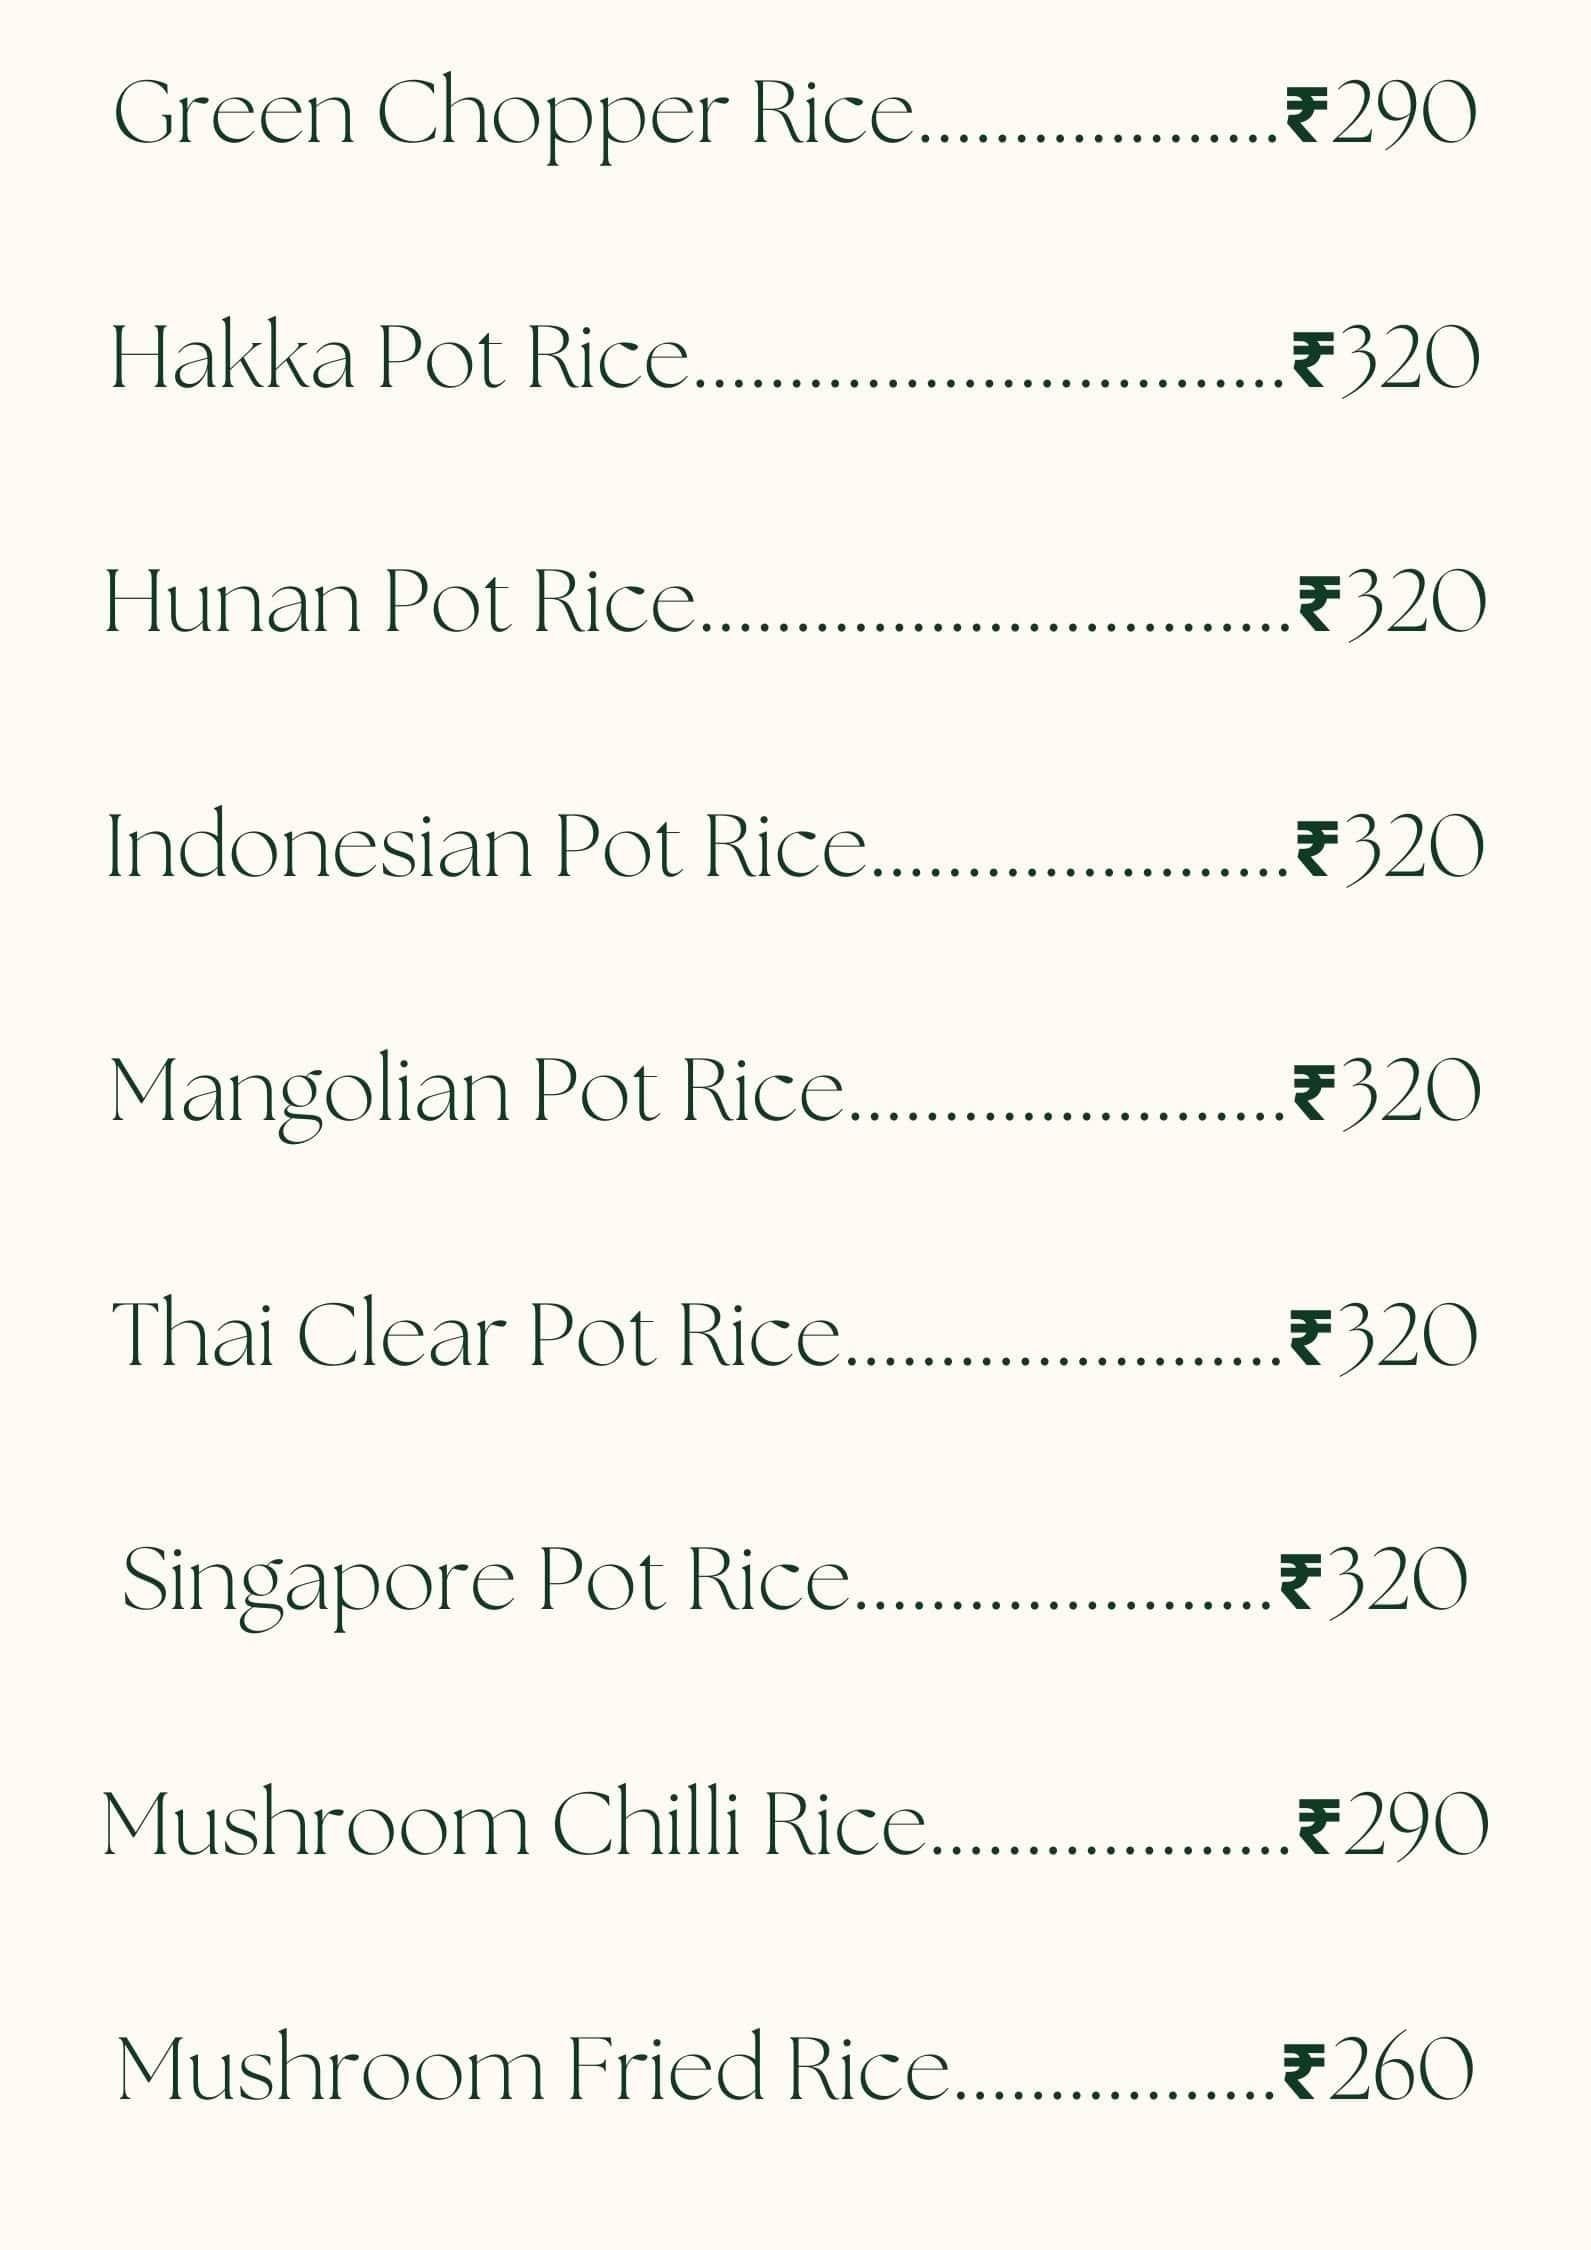 Green Chopper Rice...................₹290
Hakka Pot Rice...............................₹320
Hunan Pot Rice...............................₹320
Indonesian Pot Rice......................₹320
Mangolian Pot Rice.......................₹320
Thai Clear Pot Rice.......................₹320
Singapore Pot Rice......................₹320
Mushroom Chilli Rice...................₹290
Mushroom Fried Rice.................₹260